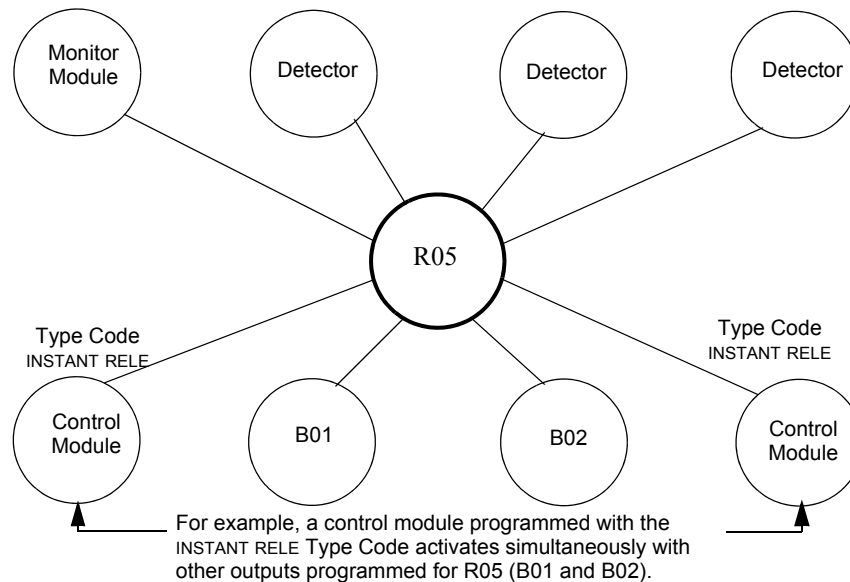 Monitor
Module
Detector
Detector
Detector
R05
Type Code
INSTANT RELE
Type Code
INSTANT RELE
Control
Module
B01
B02
Control
Module
For example, a control module programmed with the
INSTANT RELE Type Code activates simultaneously with
other outputs programmed for R05 (B01 and B02).